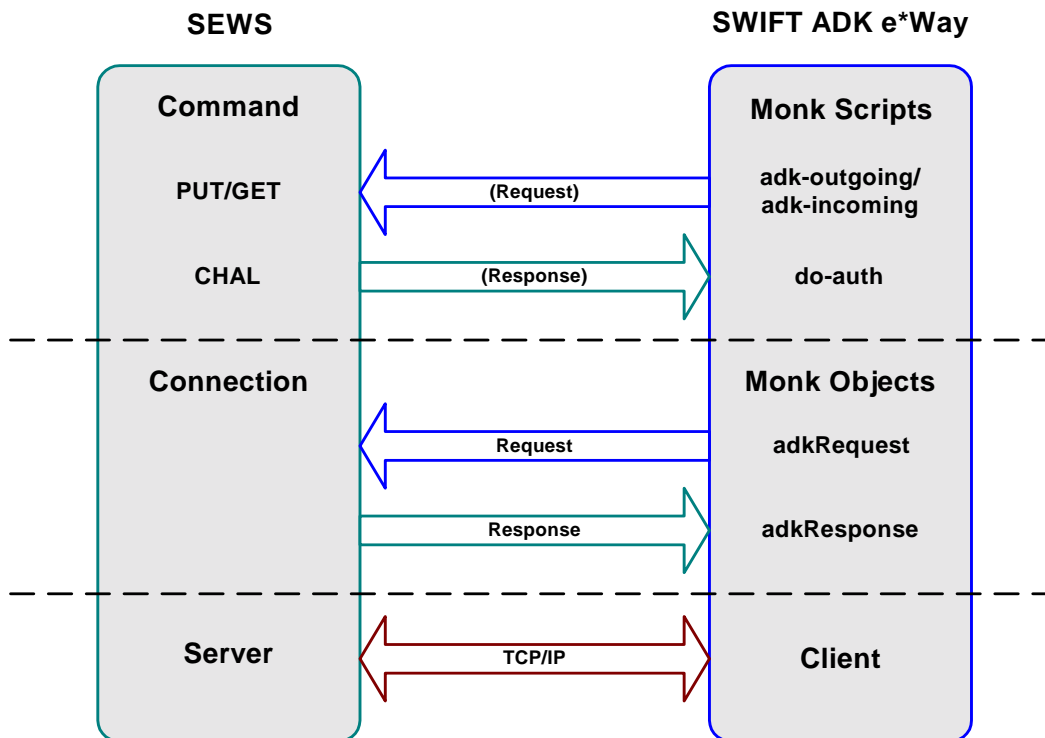 SEWS
SWIFT ADK e*Way
Command
Monk Scripts
PUT/GET
(Request)
adk-outgoing/
adk-incoming
CHAL
(Response)
do-auth
Connection
Monk Objects
Request
adkRequest
Response
adkResponse
Server
TCP/IP
Client